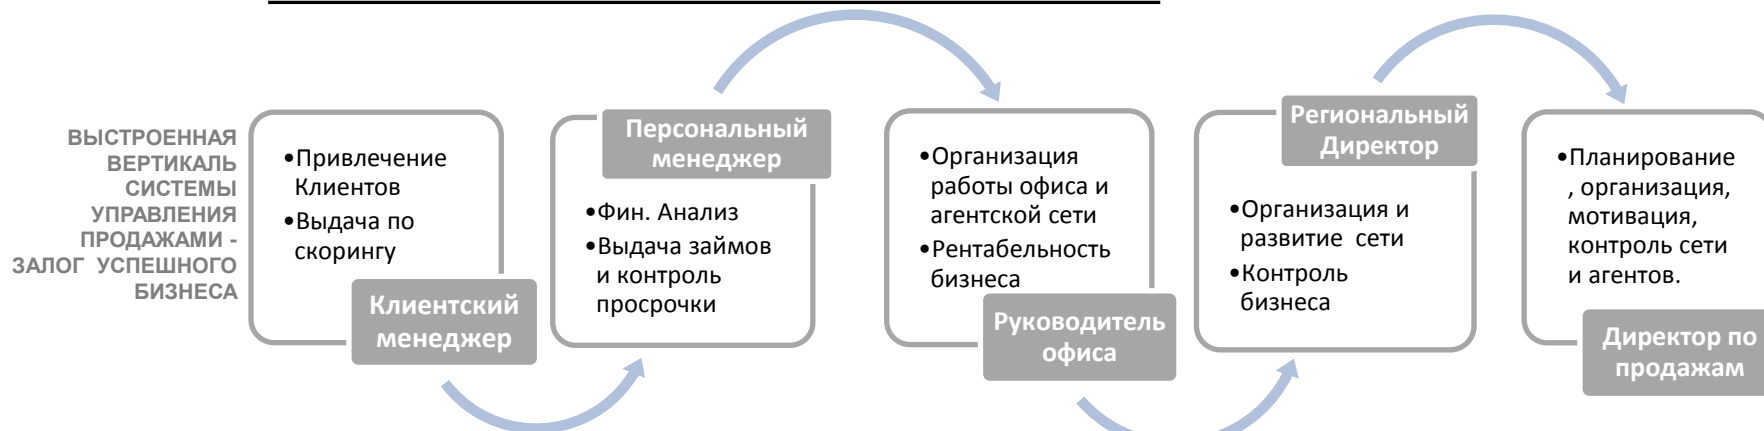 ВЫСТРОЕННАЯ
ВЕРТИКАЛЬ
СИСТЕМЫ
УПРАВЛЕНИЯ
ПРОДАЖАМИ -
ЗАЛОГ УСПЕШНОГО
БИЗНЕСА
•Привлечение
Клиентов
•Выдача по
скорингу
Клиентский
менеджер
Персональный
менеджер
•Фин. Анализ
•Выдача займов
и контроль
просрочки
•Организация
работы офиса и
агентской сети
•Рентабельность
бизнеса
Руководитель
офиса
Региональный
Директор
•Организация и
развитие сети
•Контроль
бизнеса
•Планирование
, организация,
мотивация,
контроль сети
и агентов.
Директор по
продажам